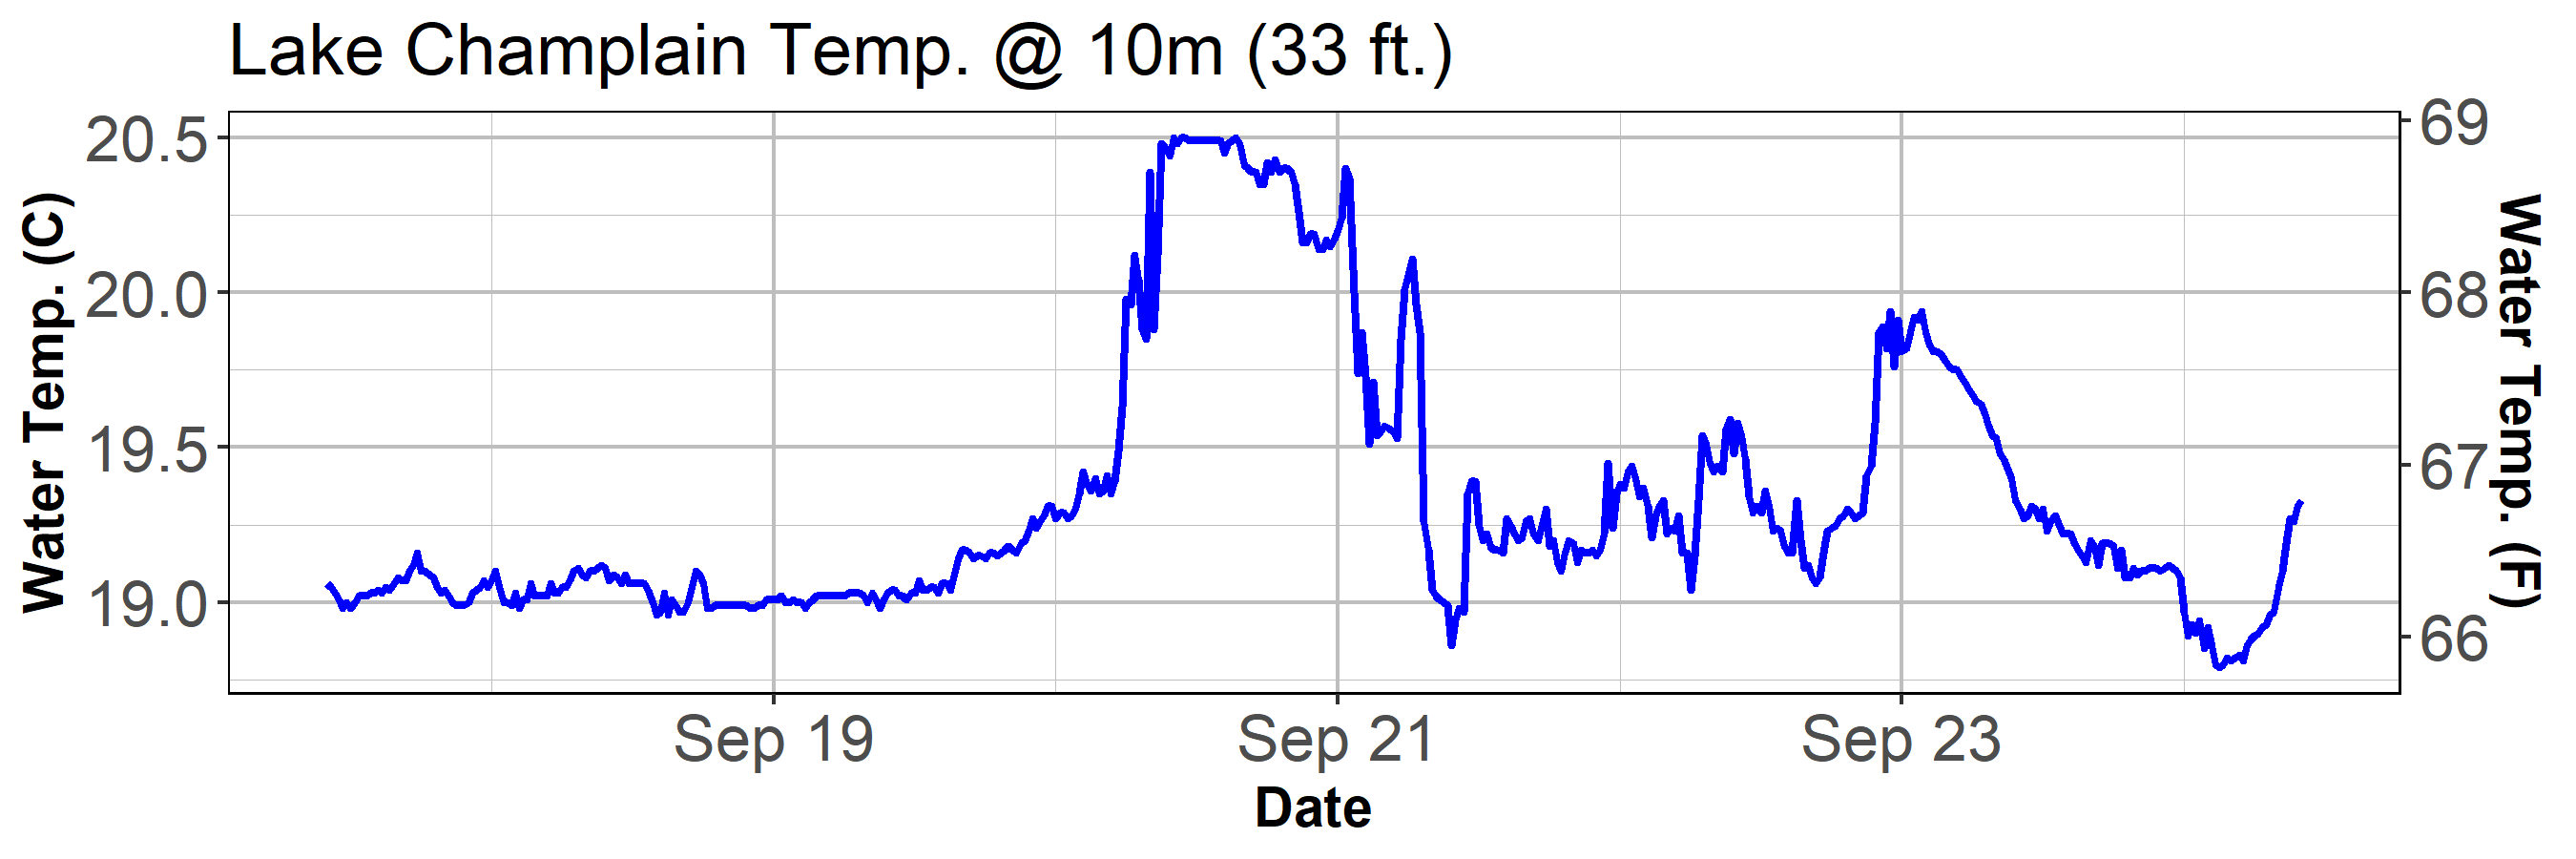 Lake Champlain Temp. @ 10m (33 ft.)
Water Temp. (C)
20.5
20.0
19.5
19.0
69
68
67
66
Water Temp. (F)
Sep 19
Sep 21
Sep 23
Date